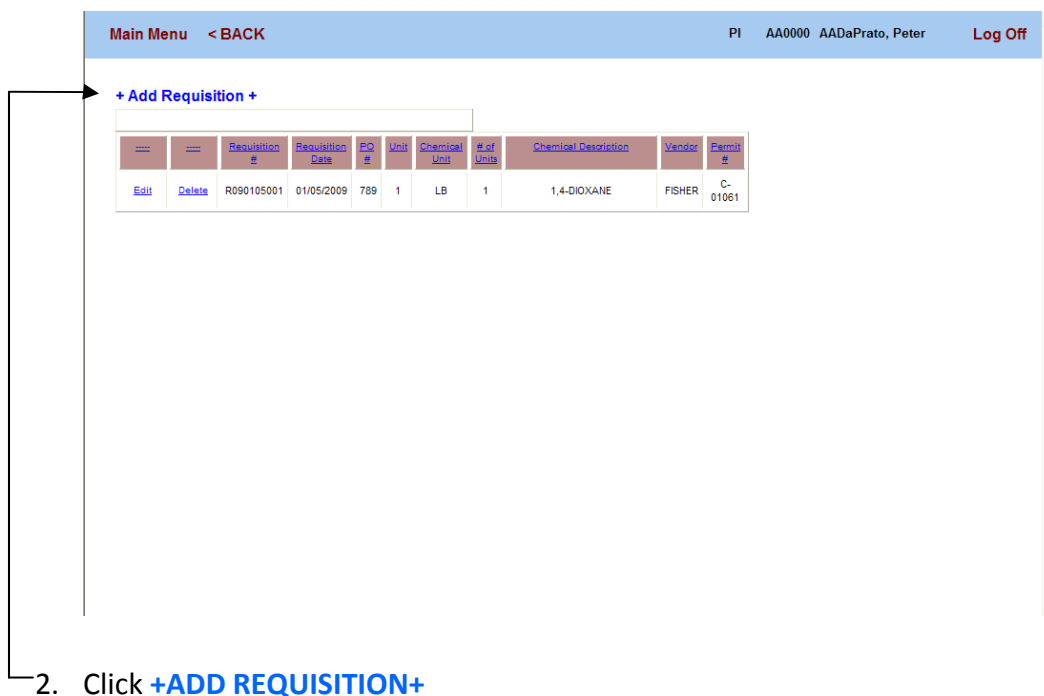 Main Menu < BACK PI AA0000 AADaPrato, Peter Log Off
+ Add Requisition +
----- ----- Requisition # Requisition Date PO # Unit Chemical Unit # of Units Chemical Description Vendor Permit #
Edit Delete R090105001 01/05/2009 789 1 LB 1 1,4-DIOXANE FISHER C-01061
2. Click +ADD REQUISITION+